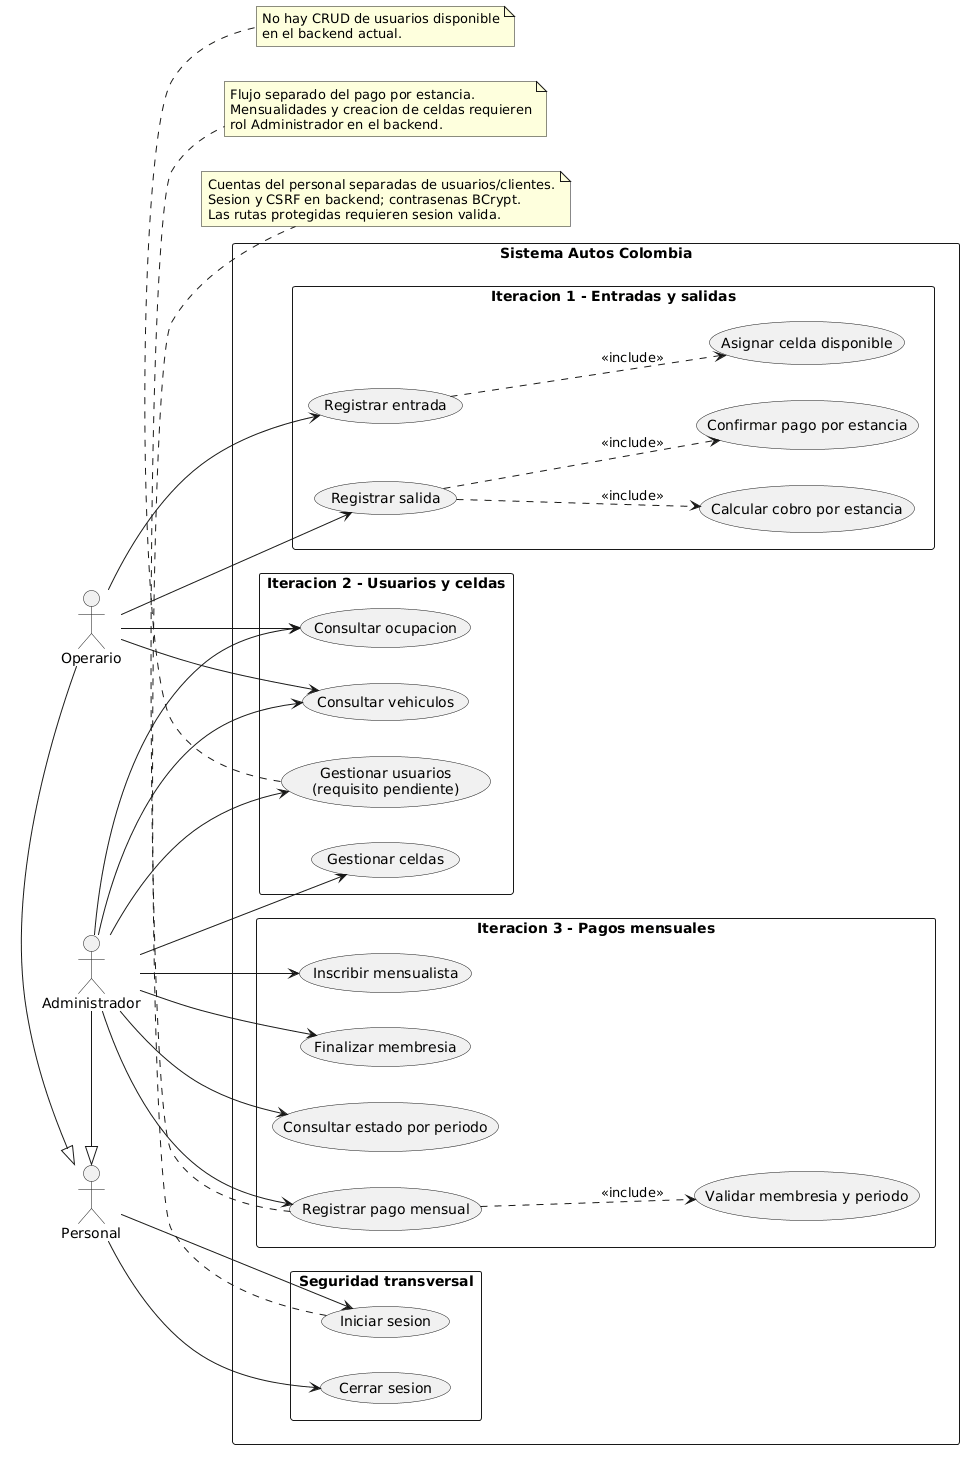 No hay CRUD de usuarios disponible
en el backend actual.
Flujo separado del pago por estancia.
Mensualidades y creacion de celdas requieren
rol Administrador en el backend.
Cuentas del personal separadas de usuarios/clientes.
Sesion y CSRF en backend; contrasenas BCrypt.
Las rutas protegidas requieren sesion valida.
Sistema Autos Colombia
Iteracion 1 - Entradas y salidas
Asignar celda disponible
«include»
Registrar entrada
Confirmar pago por estancia
«include»
Registrar salida
«include»
Calcular cobro por estancia
Iteracion 2 - Usuarios y celdas
Consultar ocupacion
Operario
Consultar vehiculos
Gestionar usuarios
(requisito pendiente)
Gestionar celdas
Iteracion 3 - Pagos mensuales
Inscribir mensualista
Administrador
Finalizar membresia
Consultar estado por periodo
«include»
Validar membresia y periodo
Registrar pago mensual
Personal
Seguridad transversal
Iniciar sesion
Cerrar sesion